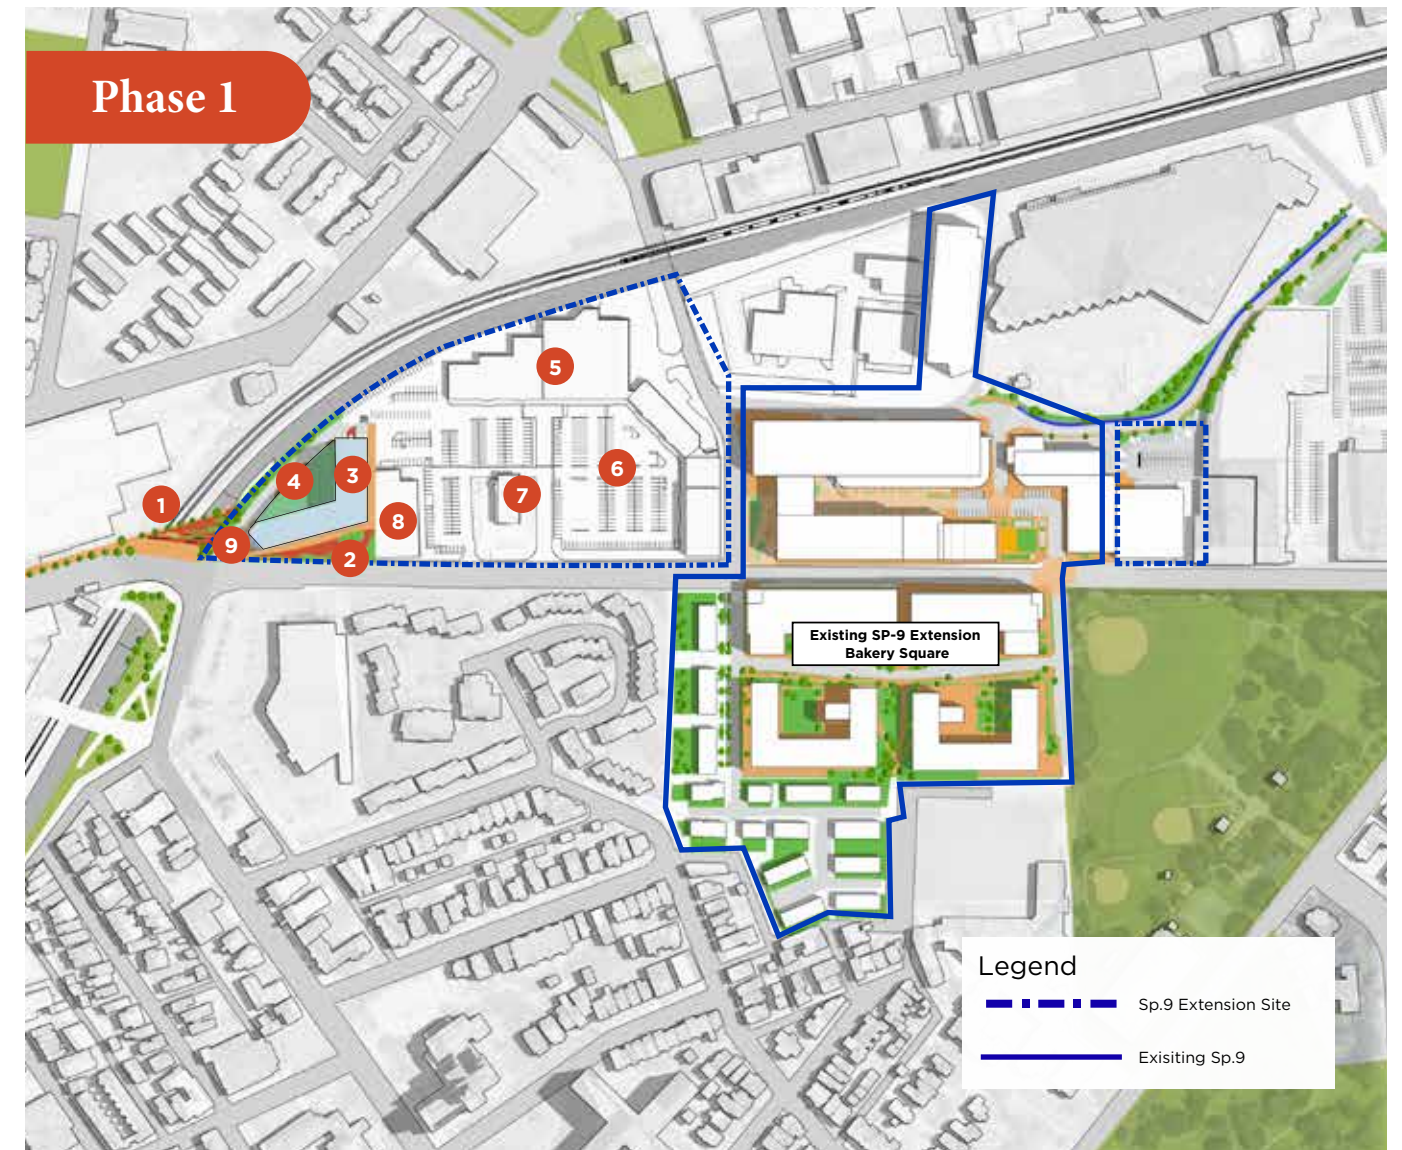 Phase 1
5
6
3
4
7
1
8
9
2
Existing SP-9 Extension
Bakery Square
Legend
Sp.9 Extension Site
Exisiting Sp.9